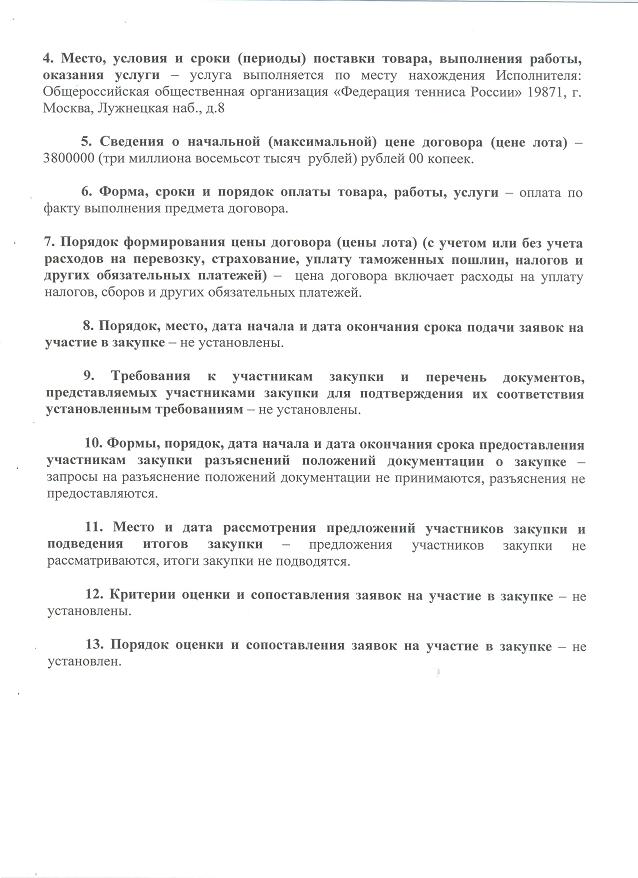 4. Место, условия и сроки (периоды) поставки товара, выполнения работы,
оказания услуги – услуга выполняется по месту нахождения Исполнителя:
Общероссийская общественная организация «Федерация тенниса России» 19871, г.
Москва, Лужнецкая наб., д.8
5. Сведения о начальной (максимальной) цене договора (цене лота) –
3800000 (три миллиона восемьсот тысяч рублей) рублей 00 копеек.
6. Форма, сроки и порядок оплаты товара, работы, услуги – оплата по
факту выполнения предмета договора.
7. Порядок формирования цены договора (цены лота) (с учетом или без учета
расходов на перевозку, страхование, уплату таможенных пошлин, налогов и
других обязательных платежей) – цена договора включает расходы на уплату
налогов, сборов и других обязательных платежей.
8. Порядок, место, дата начала и дата окончания срока подачи заявок на
участие в закупке – не установлены.
9. Требования к участникам закупки и перечень документов,
представляемых участниками закупки для подтверждения их соответствия
установленным требованиям – не установлены.
10. Формы, порядок, дата начала и дата окончания срока предоставления
участникам закупки разъяснений положений документации о закупке –
запросы на разъяснение положений документации не принимаются, разъяснения не
предоставляются.
11. Место и дата рассмотрения предложений участников закупки и
подведения итогов закупки – предложения участников закупки не
рассматриваются, итоги закупки не подводятся.
12. Критерии оценки и сопоставления заявок на участие в закупке – не
установлены.
13. Порядок оценки и сопоставления заявок на участие в закупке – не
установлен.